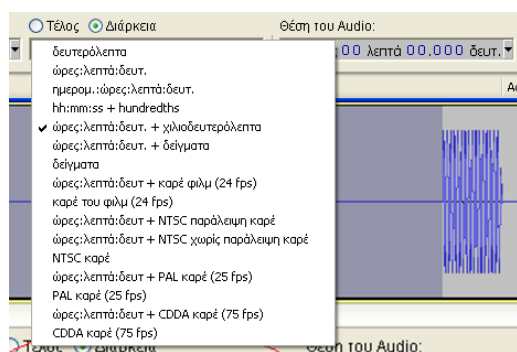 Τέλος Διάρκεια Θέση του Audio:
00 λεπτά 00.000 δευτ.
δευτερόλεπτα
ώρες:λεπτά:δευτ.
ημερομ.:ώρες:λεπτά:δευτ.
hh:mm:ss + hundredths
ώρες:λεπτά:δευτ. + χιλιοδευτερόλεπτα
ώρες:λεπτά:δευτ. + δείγματα
δείγματα
ώρες:λεπτά:δευτ + καρέ φιλμ (24 fps)
καρέ του φιλμ (24 fps)
ώρες:λεπτά:δευτ + NTSC παράλειψη καρέ
ώρες:λεπτά:δευτ + NTSC χωρίς παράλειψη καρέ
NTSC καρέ
ώρες:λεπτά:δευτ + PAL καρέ (25 fps)
PAL καρέ (25 fps)
ώρες:λεπτά:δευτ + CDDA καρέ (75 fps)
CDDA καρέ (75 fps)
Τέλος Διάρκεια Θέση του Audio: